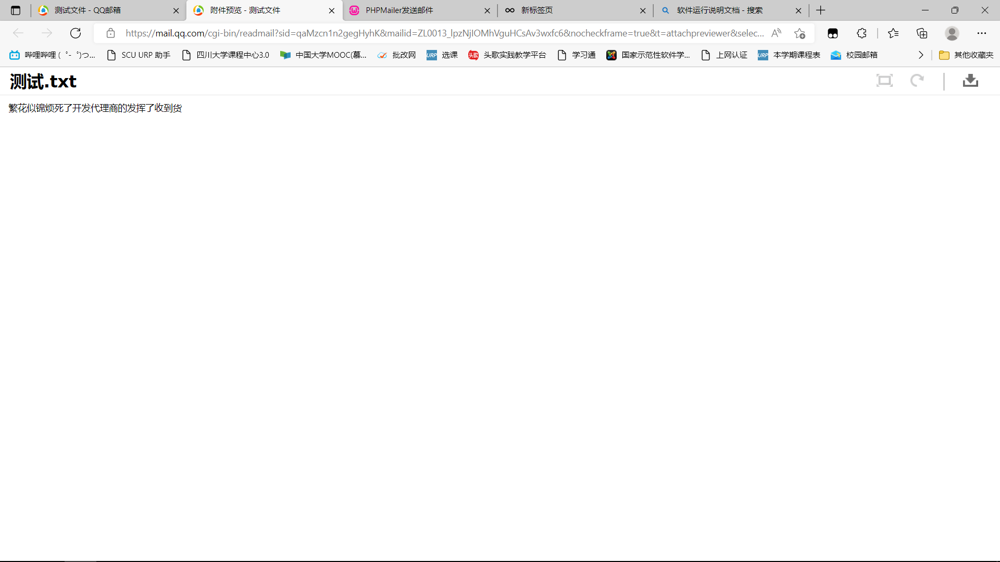 测试文件 - QQ邮箱
附件预览 - 测试文件
PHPMailer发送邮件
新标签页
软件运行说明文档 - 搜索
https://mail.qq.com/cgi-bin/readmail?sid=qaMzcn1n2gegHyhK&mailid=ZL0013_lpzNjlOMhVguHCsAv3wxfc6&nocheckframe=true&t=attachpreviewer&selec...
哔哩哔哩 (゜-゜)つ...
SCU URP 助手
四川大学课程中心3.0
中国大学MOOC(慕...
批改网
URP 选课
头歌 头歌实践教学平台
学习通
国家示范性软件学...
上网认证
URP 本学期课程表
校园邮箱
其他收藏夹
测试.txt
繁花似锦烦死了开发代理商的发挥了收到货